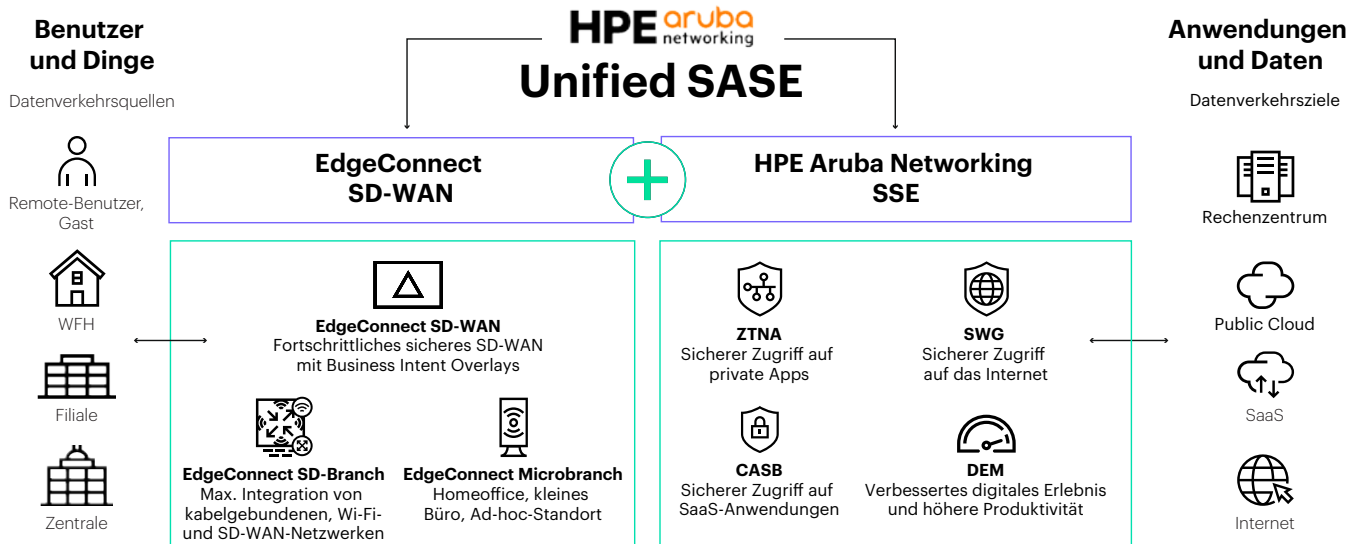 Benutzer
und Dinge
Datenverkehrsquellen
Remote-Benutzer,
Gast
WFH
Filiale
Zentrale
HPE aruba
networking
Unified SASE
EdgeConnect
SD-WAN
HPE Aruba Networking
SSE
EdgeConnect SD-WAN
Fortschrittliches sicheres SD-WAN
mit Business Intent Overlays
EdgeConnect SD-Branch
Max. Integration von
kabelgebundenen, Wi-Fi-
und SD-WAN-Netzwerken
EdgeConnect Microbranch
Homeoffice, kleines
Büro, Ad-hoc-Standort
ZTNA
Sicherer Zugriff auf
private Apps
SWG
Sicherer Zugriff
auf das Internet
CASB
Sicherer Zugriff auf
SaaS-Anwendungen
DEM
Verbessertes digitales Erlebnis
und höhere Produktivität
Anwendungen
und Daten
Datenverkehrsziele
Rechenzentrum
Public Cloud
SaaS
Internet